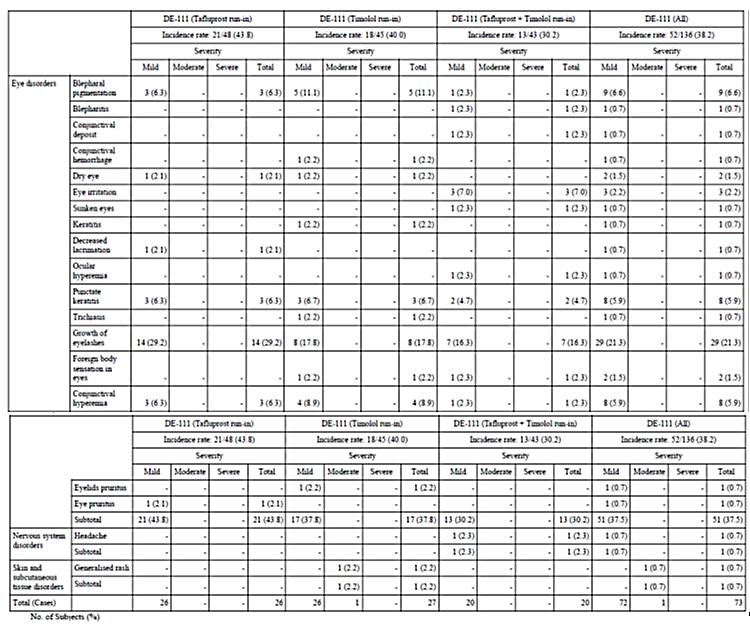 DE-111 (Tafluprost run-in) DE-111 (Timolol run-in) DE-111 (Tafluprost + Timolol run-in) DE-111 (All)
Incidence rate: 21/48 (43.8) Incidence rate: 18/45 (40.0) Incidence rate: 13/43 (30.2) Incidence rate: 52/136 (38.2)
Severity Severity Severity Severity
Mild Moderate Severe Total Mild Moderate Severe Total Mild Moderate Severe Total Mild Moderate Severe Total
Eye disorders Blepharal
pigmentation 3 (6.3) - - 3 (6.3) 5 (11.1) - - 5 (11.1) 1 (2.3) - - 1 (2.3) 9 (6.6) - - 9 (6.6)
Blepharitis - - - - - - - - 1 (2.3) - - 1 (2.3) 1 (0.7) - - 1 (0.7)
Conjunctival
deposit - - - - - - - - 1 (2.3) - - 1 (2.3) 1 (0.7) - - 1 (0.7)
Conjunctival
hemorrhage - - - - 1 (2.2) - - 1 (2.2) - - - - 1 (0.7) - - 1 (0.7)
Dry eye 1 (2.1) - - 1 (2.1) 1 (2.2) - - 1 (2.2) - - - - 2 (1.5) - - 2 (1.5)
Eye irritation - - - - - - - - 3 (7.0) - - 3 (7.0) 3 (2.2) - - 3 (2.2)
Sunken eyes - - - - - - - - 1 (2.3) - - 1 (2.3) 1 (0.7) - - 1 (0.7)
Keratitis - - - - 1 (2.2) - - 1 (2.2) - - - - 1 (0.7) - - 1 (0.7)
Decreased
lacrimation 1 (2.1) - - 1 (2.1) - - - - - - - - 1 (0.7) - - 1 (0.7)
Ocular
hyperemia - - - - - - - - 1 (2.3) - - 1 (2.3) 1 (0.7) - - 1 (0.7)
Punctate
keratitis 3 (6.3) - - 3 (6.3) 3 (6.7) - - 3 (6.7) 2 (4.7) - - 2 (4.7) 8 (5.9) - - 8 (5.9)
Trichiasis - - - - 1 (2.2) - - 1 (2.2) - - - - 1 (0.7) - - 1 (0.7)
Growth of
eyelashes 14 (29.2) - - 14 (29.2) 8 (17.8) - - 8 (17.8) 7 (16.3) - - 7 (16.3) 29 (21.3) - - 29 (21.3)
Foreign body
sensation in
eyes - - - - 1 (2.2) - - 1 (2.2) 1 (2.3) - - 1 (2.3) 2 (1.5) - - 2 (1.5)
Conjunctival
hyperemia 3 (6.3) - - 3 (6.3) 4 (8.9) - - 4 (8.9) 1 (2.3) - - 1 (2.3) 8 (5.9) - - 8 (5.9)
DE-111 (Tafluprost run-in) DE-111 (Timolol run-in) DE-111 (Tafluprost + Timolol run-in) DE-111 (All)
Incidence rate: 21/48 (43.8) Incidence rate: 18/45 (40.0) Incidence rate: 13/43 (30.2) Incidence rate: 52/136 (38.2)
Severity Severity Severity Severity
Mild Moderate Severe Total Mild Moderate Severe Total Mild Moderate Severe Total Mild Moderate Severe Total
Eyelids pruritus - - - - 1 (2.2) - - 1 (2.2) - - - - 1 (0.7) - - 1 (0.7)
Eye pruritus 1 (2.1) - - 1 (2.1) - - - - - - - - 1 (0.7) - - 1 (0.7)
Subtotal 21 (43.8) - - 21 (43.8) 17 (37.8) - - 17 (37.8) 13 (30.2) - - 13 (30.2) 51 (37.5) - - 51 (37.5)
Nervous system
disorders Headache - - - - - - - - 1 (2.3) - - 1 (2.3) 1 (0.7) - - 1 (0.7)
Subtotal - - - - - - - - 1 (2.3) - - 1 (2.3) 1 (0.7) - - 1 (0.7)
Skin and
subcutaneous
tissue disorders Generalised rash - - - - - 1 (2.2) - 1 (2.2) - - - - - 1 (0.7) - 1 (0.7)
Subtotal - - - - - 1 (2.2) - 1 (2.2) - - - - - 1 (0.7) - 1 (0.7)
Total (Cases) 26 - - 26 26 1 - 27 20 - - 20 72 1 - 73
No. of Subjects (%)